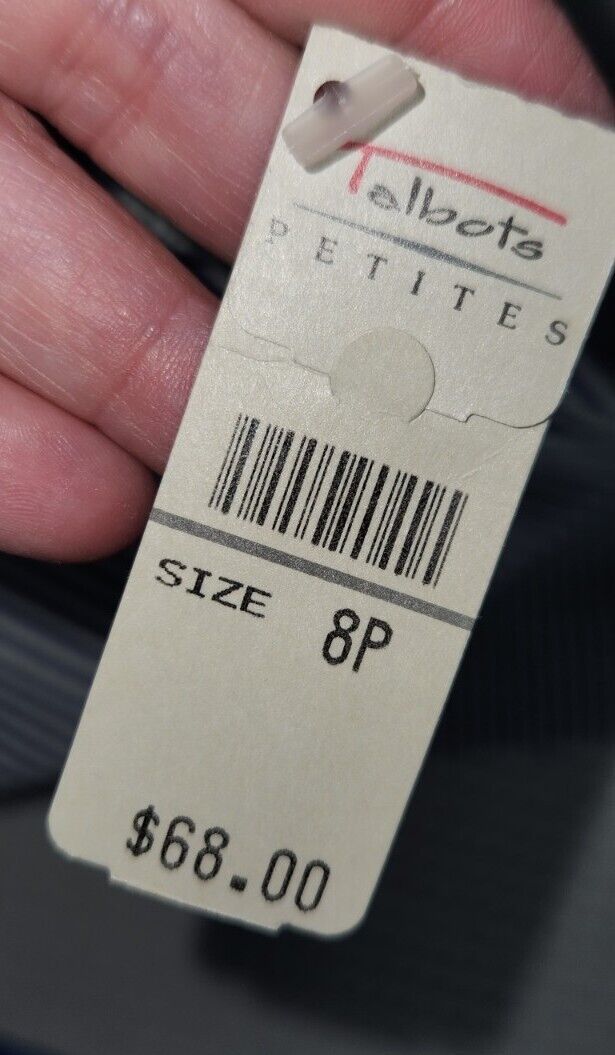 Talbots
PETITES
SIZE 8P
$68.00